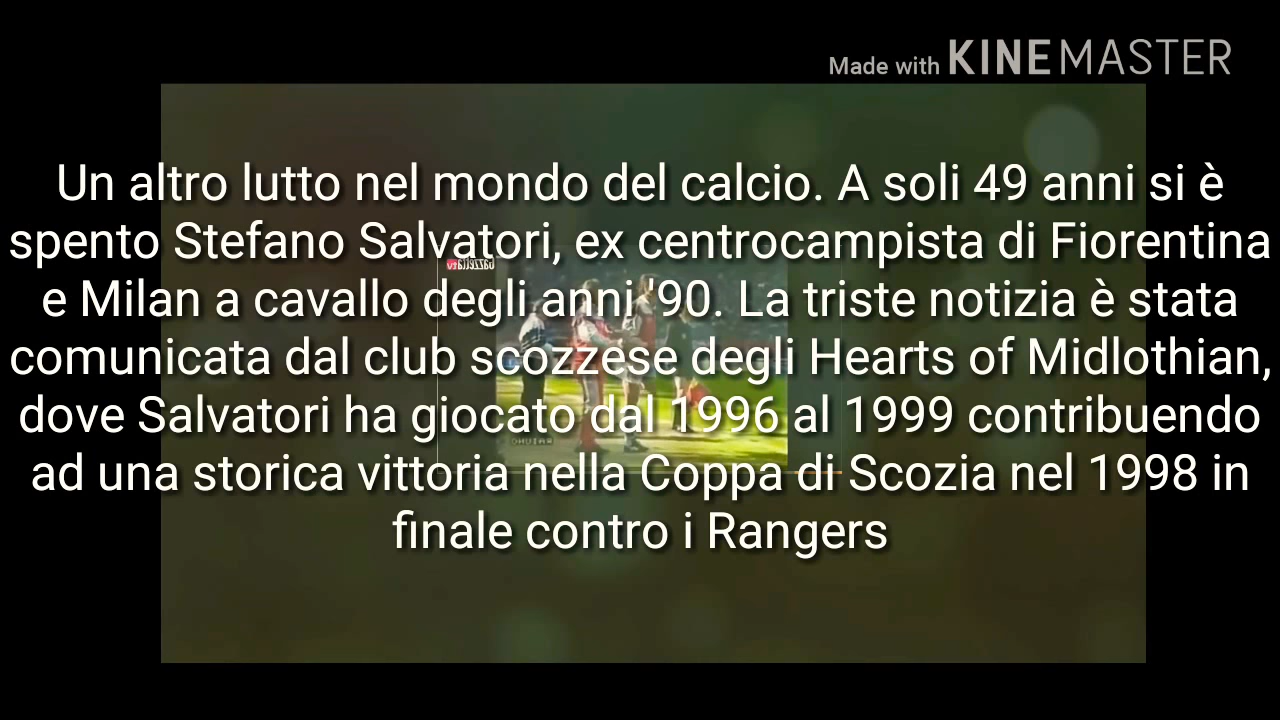 Made with KINEMASTER
Un altro lutto nel mondo del calcio. A soli 49 anni si è
spento Stefano Salvatori, ex centrocampista di Fiorentina
e Milan a cavallo degli anni '90. La triste notizia è stata
comunicata dal club scozzese degli Hearts of Midlothian,
dove Salvatori ha giocato dal 1996 al 1999 contribuendo
ad una storica vittoria nella Coppa di Scozia nel 1998 in
finale contro i Rangers